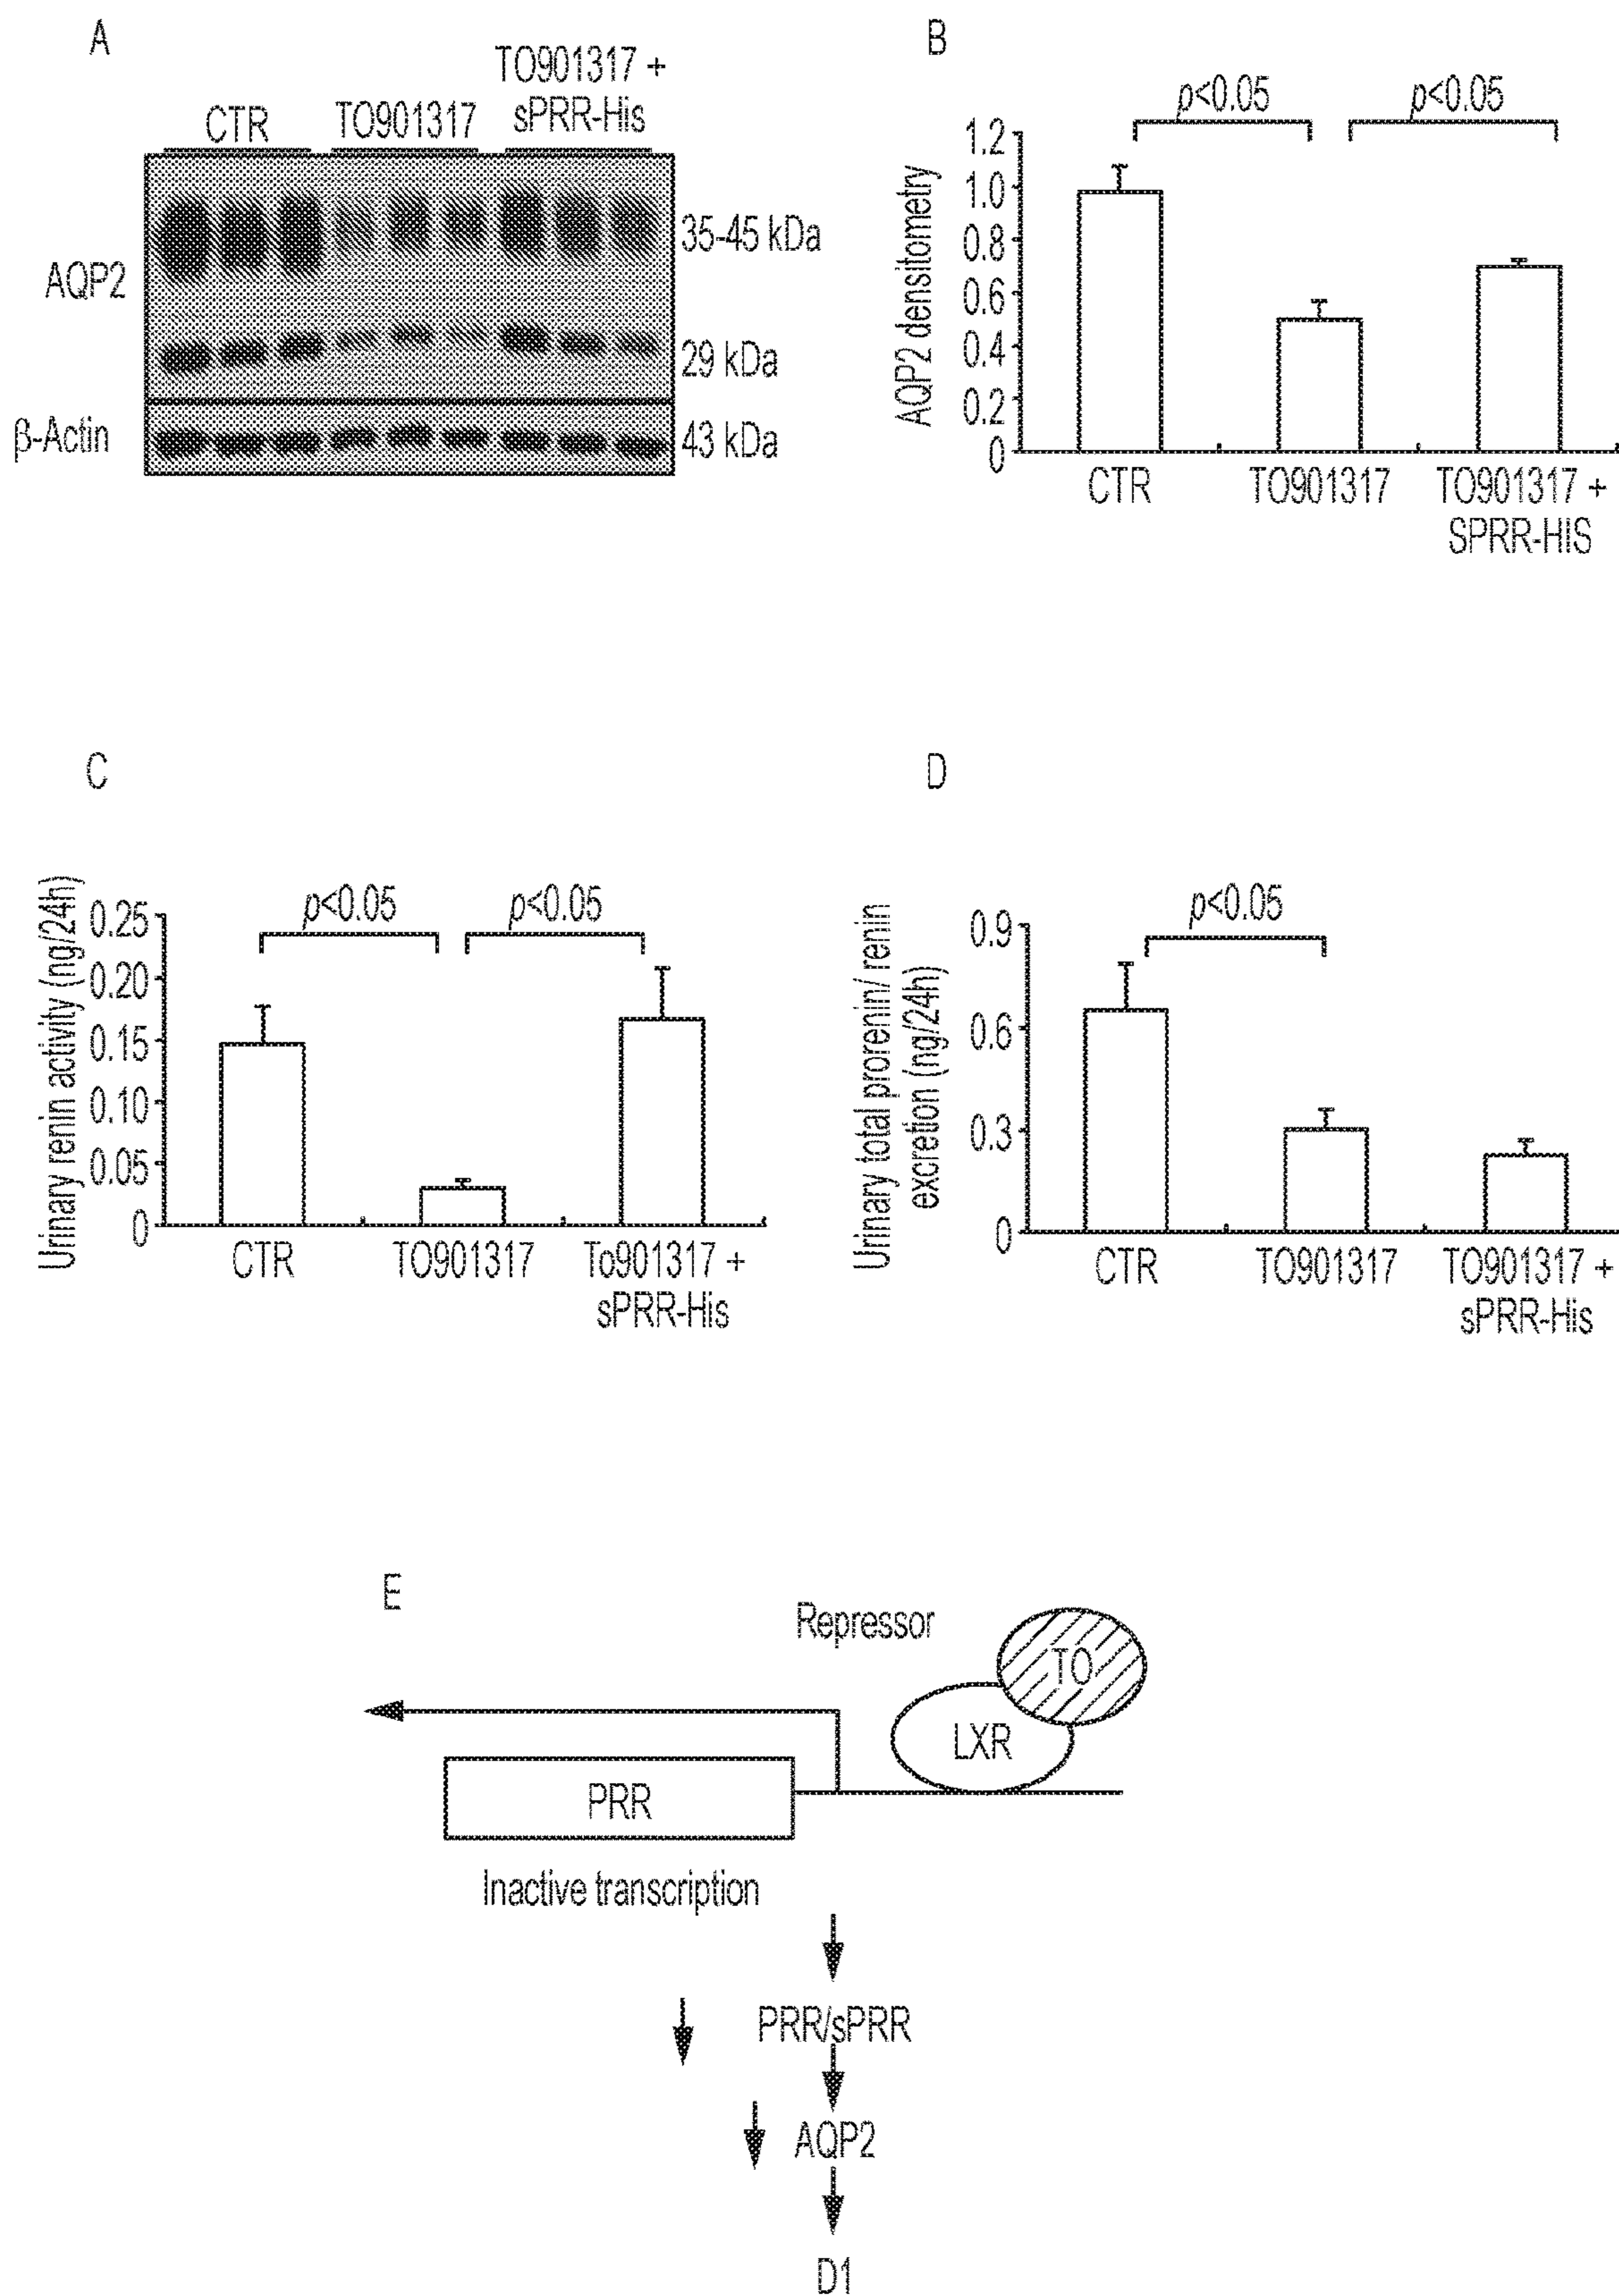 A
CTR
TO901317
TO901317 +
sPRR-His
AQP2
35-45 kDa
29 kDa
β-Actin
43 kDa
B
p<0.05
p<0.05
AQP2 densitometry
1.2
1.0
0.8
0.6
0.4
0.2
0
CTR
TO901317
TO901317 +
SPRR-HIS
C
p<0.05
p<0.05
Urinary renin activity (ng/24h)
0.25
0.20
0.15
0.10
0.05
0
CTR
TO901317
To901317 +
sPRR-His
D
p<0.05
Urinary total prorenin/ renin
excretion (ng/24h)
0.9
0.6
0.3
0
CTR
TO901317
TO901317 +
sPRR-His
E
Repressor
TO
LXR
PRR
Inactive transcription
PRR/sPRR
AQP2
D1